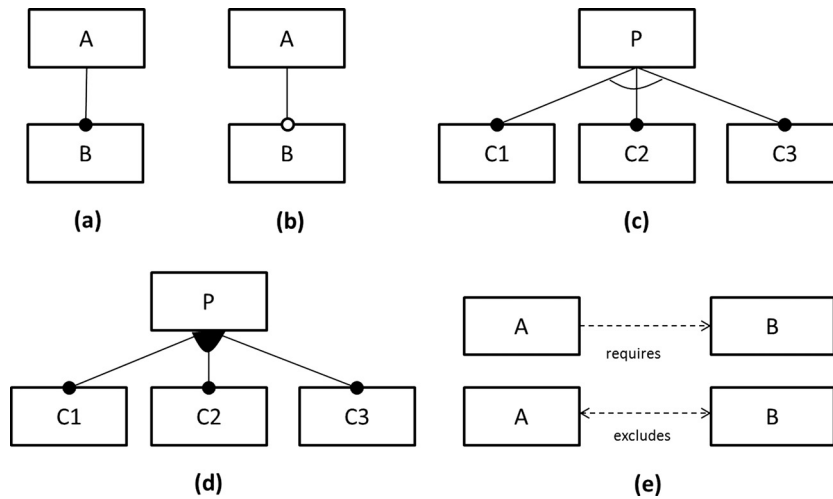 A
A
P
B
B
C1
C2
C3
(a)
(b)
(c)
P
A
B
requires
C1
C2
C3
A
B
excludes
(d)
(e)